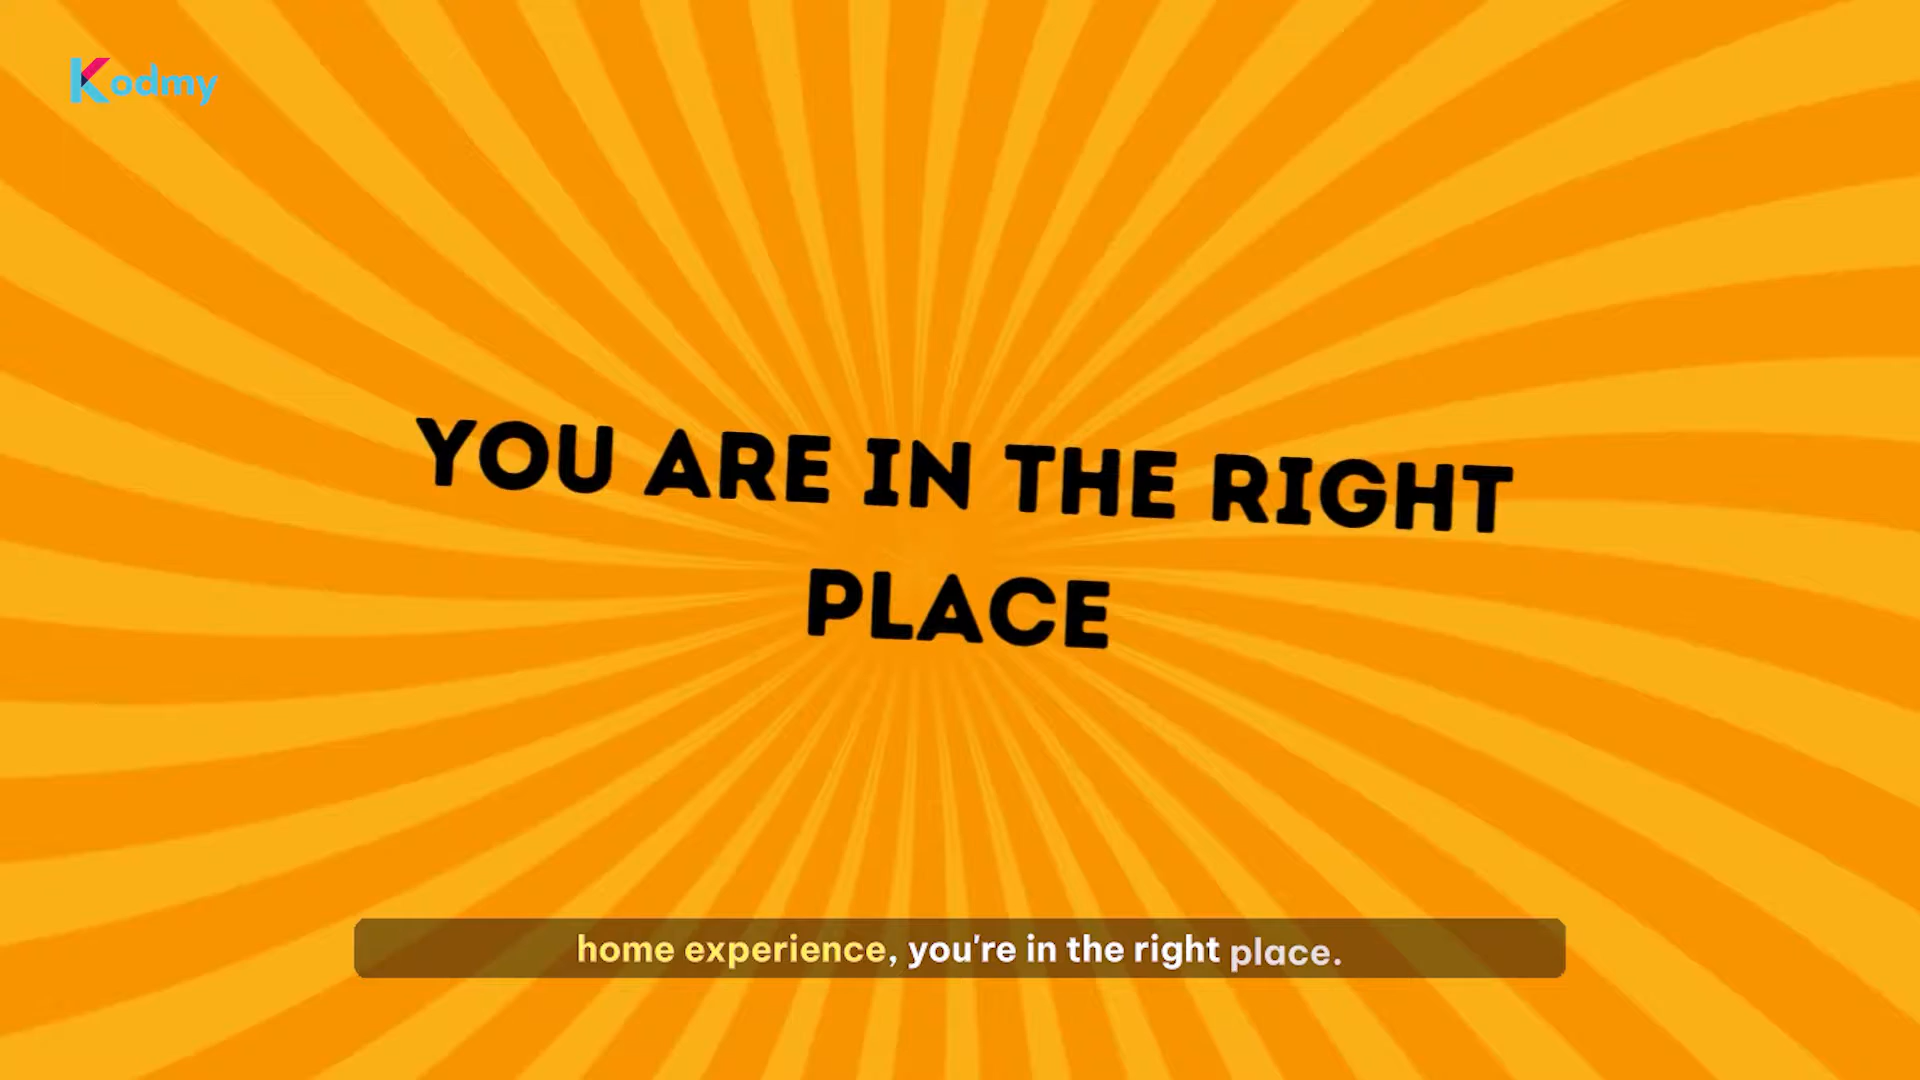 Kodmy
YOU ARE IN THE RIGHT
PLACE
home experience, you're in the right place.